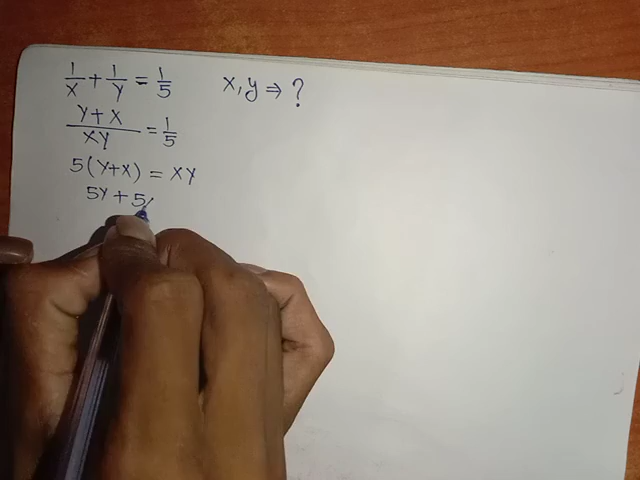 1/x + 1/y = 1/5 x, y ⇒ ?
y + x / xy = 1/5
5(y+x) = xy
5y + 5